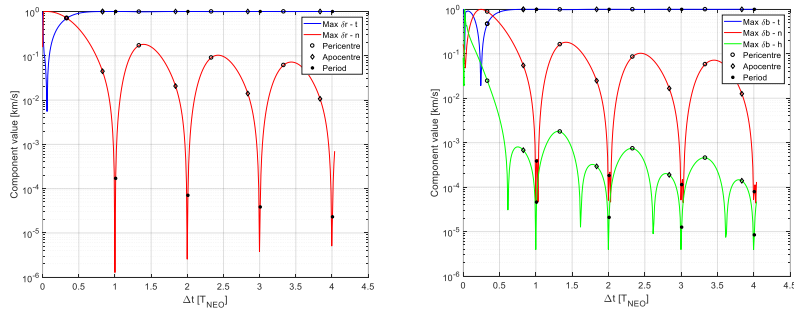 10^0
10^-1
10^-2
10^-3
10^-4
10^-5
10^-6
Component value [km/s]
0 0.5 1 1.5 2 2.5 3 3.5 4 4.5
Δt [T_NEO]
Max δr - t
Max δr - n
Pericentre
Apocentre
Period
10^0
10^-1
10^-2
10^-3
10^-4
10^-5
10^-6
Component value [km/s]
0 0.5 1 1.5 2 2.5 3 3.5 4 4.5
Δt [T_NEO]
Max δb - t
Max δb - n
Max δb - h
Pericentre
Apocentre
Period